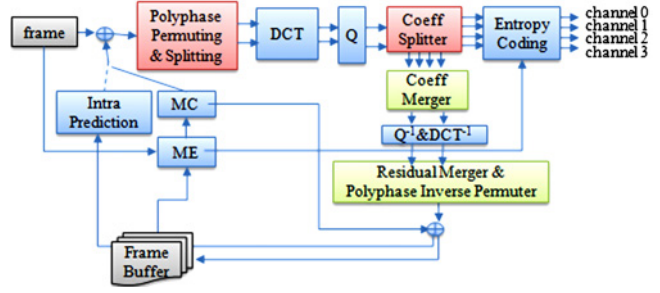 frame
Polyphase
Permuting
& Splitting
DCT
Q
Coeff
Splitter
Entropy
Coding
channel 0
channel 1
channel 2
channel 3
Coeff
Merger
Intra
Prediction
MC
Q⁻¹&DCT⁻¹
ME
Residual Merger &
Polyphase Inverse Permuter
Frame
Buffer